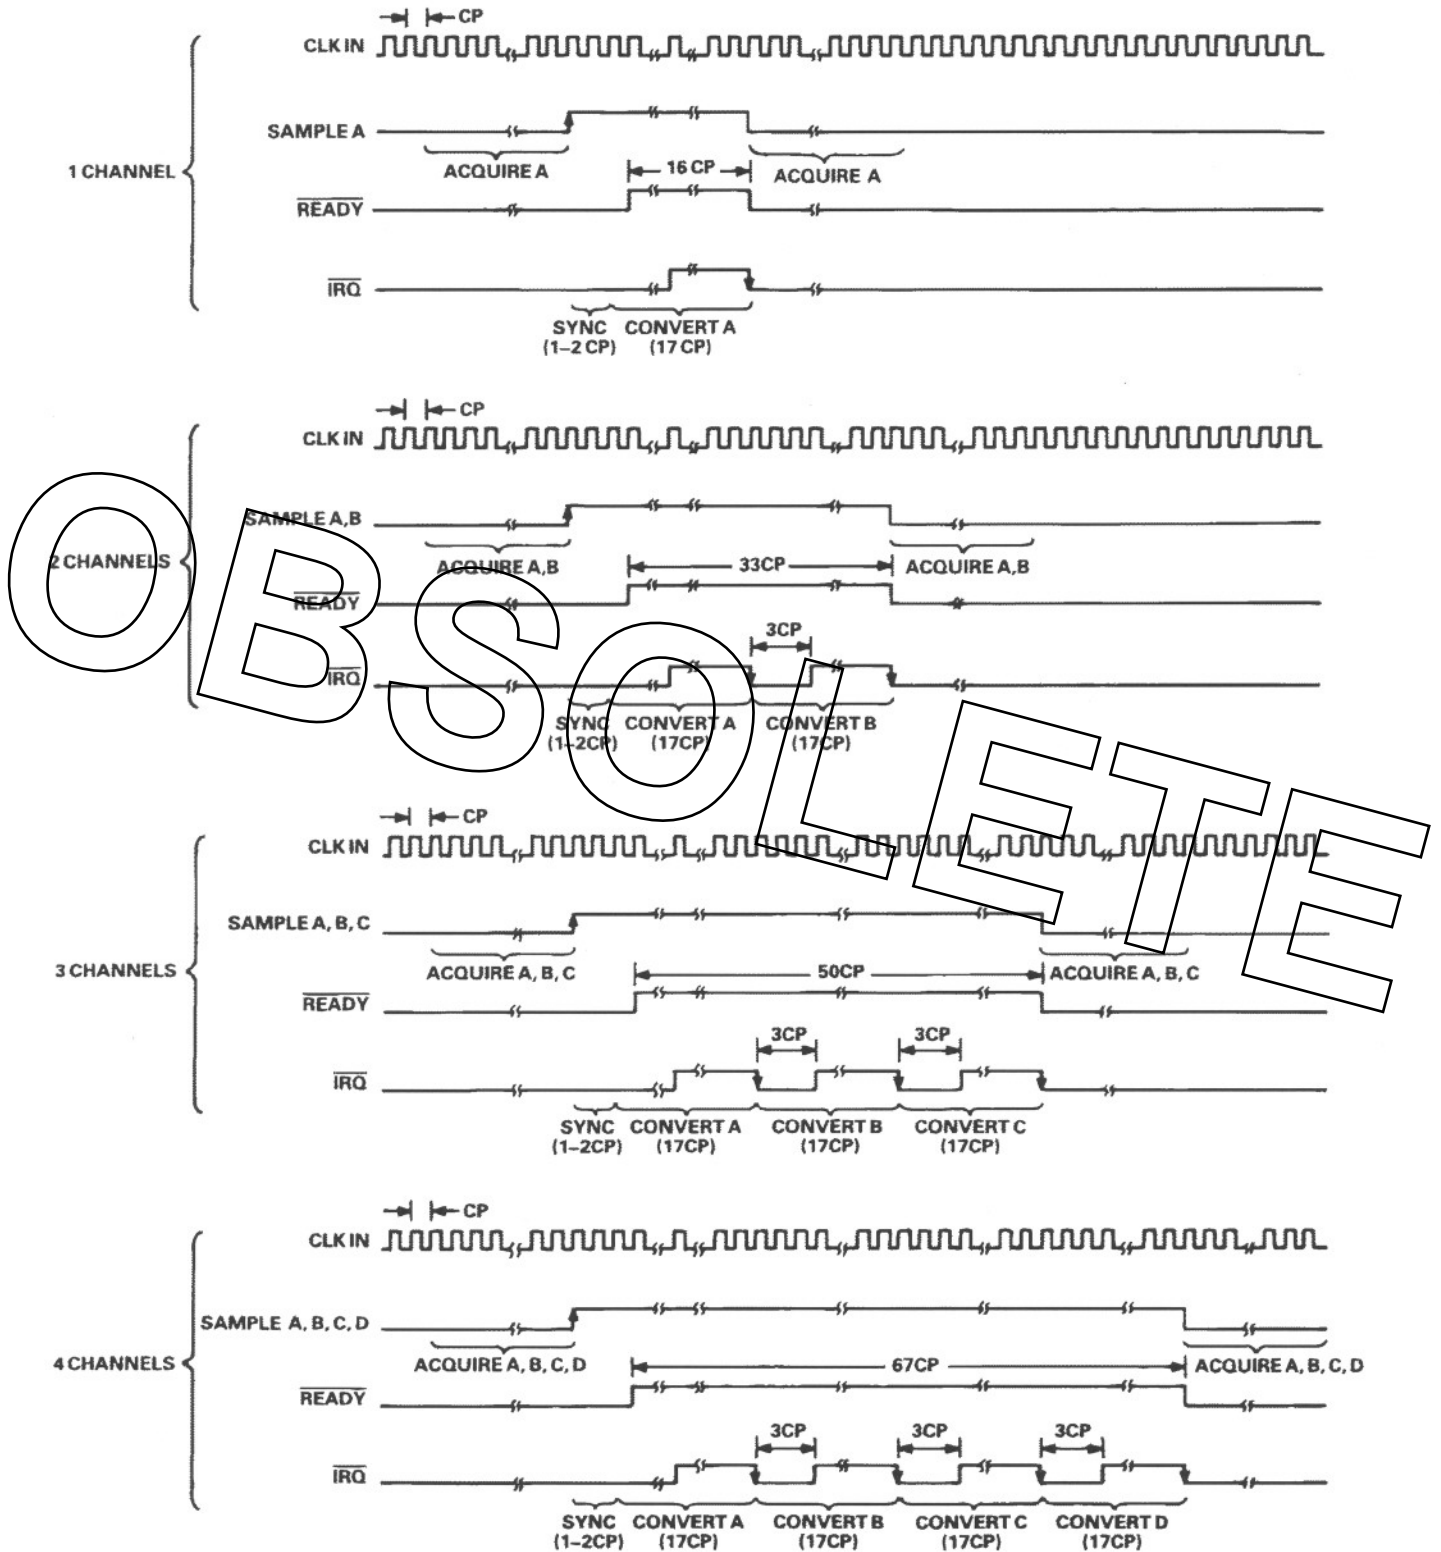 CP
CLK IN
SAMPLE A
1 CHANNEL
ACQUIRE A
16 CP
ACQUIRE A
READY
IRQ
SYNC CONVERT A
(1–2 CP) (17 CP)
CP
CLK IN
SAMPLE A,B
2 CHANNELS
ACQUIRE A,B
33CP
ACQUIRE A,B
READY
3CP
IRQ
SYNC CONVERT A CONVERT B
(1–2CP) (17CP) (17CP)
OBSOLETE
CP
CLK IN
SAMPLE A, B, C
3 CHANNELS
ACQUIRE A, B, C
50CP
ACQUIRE A, B, C
READY
3CP 3CP
IRQ
SYNC CONVERT A CONVERT B CONVERT C
(1–2CP) (17CP) (17CP) (17CP)
CP
CLK IN
SAMPLE A, B, C, D
4 CHANNELS
ACQUIRE A, B, C, D
67CP
ACQUIRE A, B, C, D
READY
3CP 3CP 3CP
IRQ
SYNC CONVERT A CONVERT B CONVERT C CONVERT D
(1–2CP) (17CP) (17CP) (17CP) (17CP)